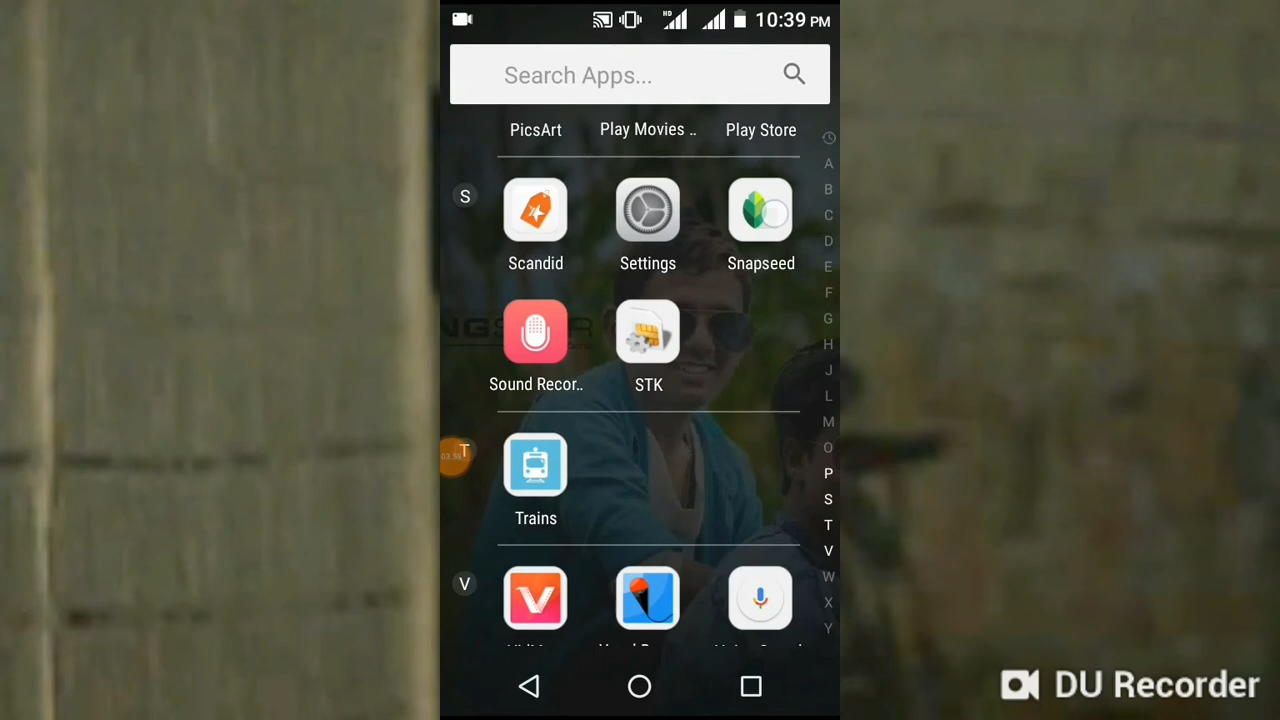 HD 10:39 PM
Search Apps...
PicsArt Play Movies .. Play Store
A
B
S
C
D
Scandid Settings Snapseed
E
F
G
H
J
Sound Recor.. STK
L
M
O
T
P
S
Trains
T
V
W
V
X
Y
DU Recorder